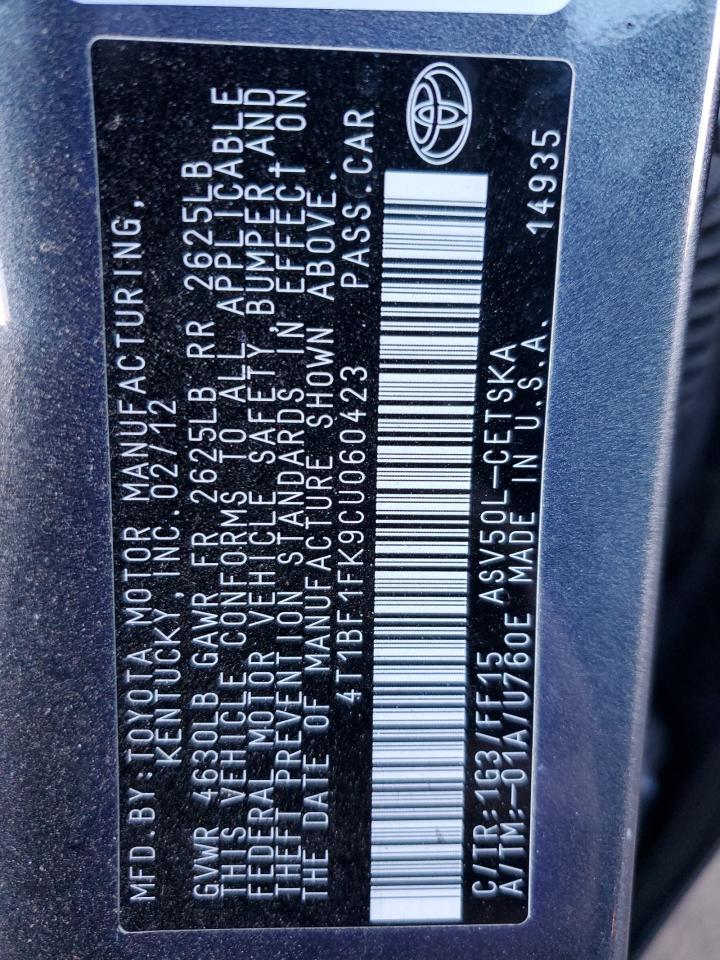 MFD.BY:TOYOTA MOTOR MANUFACTURING,
KENTUCKY,INC.02/12
GVWR 4630LB GAWR FR 2625LB RR 2625LB
THIS VEHICLE CONFORMS TO ALL APPLICABLE
FEDERAL MOTOR VEHICLE SAFETY,BUMPER,AND
THEFT PREVENTION STANDARDS IN EFFECT ON
THE DATE OF MANUFACTURE SHOWN ABOVE.
4T1BF1FK9CU060423 PASS.CAR
C/TR:1G3/FF15 ASV50L-CETSKA
A/TM:-01A/U760E MADE IN U.S.A. 14935